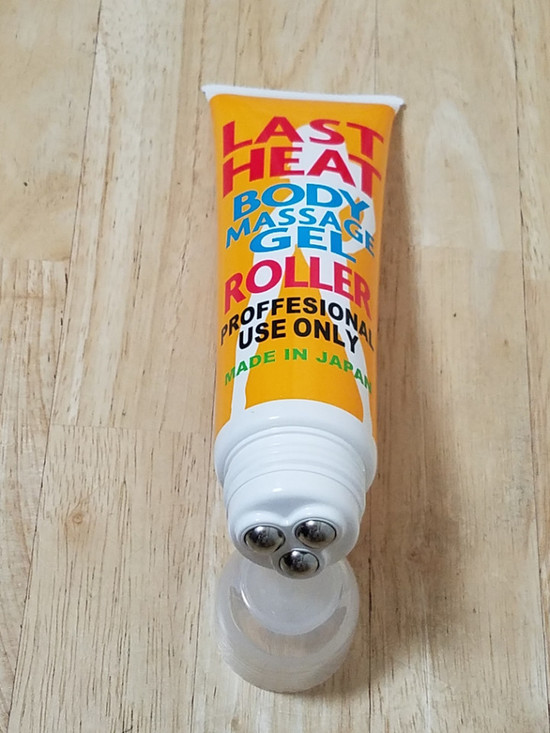 LAST
HEAT
BODY
MASSAGE
GEL
ROLLER
PROFFESIONAL
USE ONLY
MADE IN JAPAN